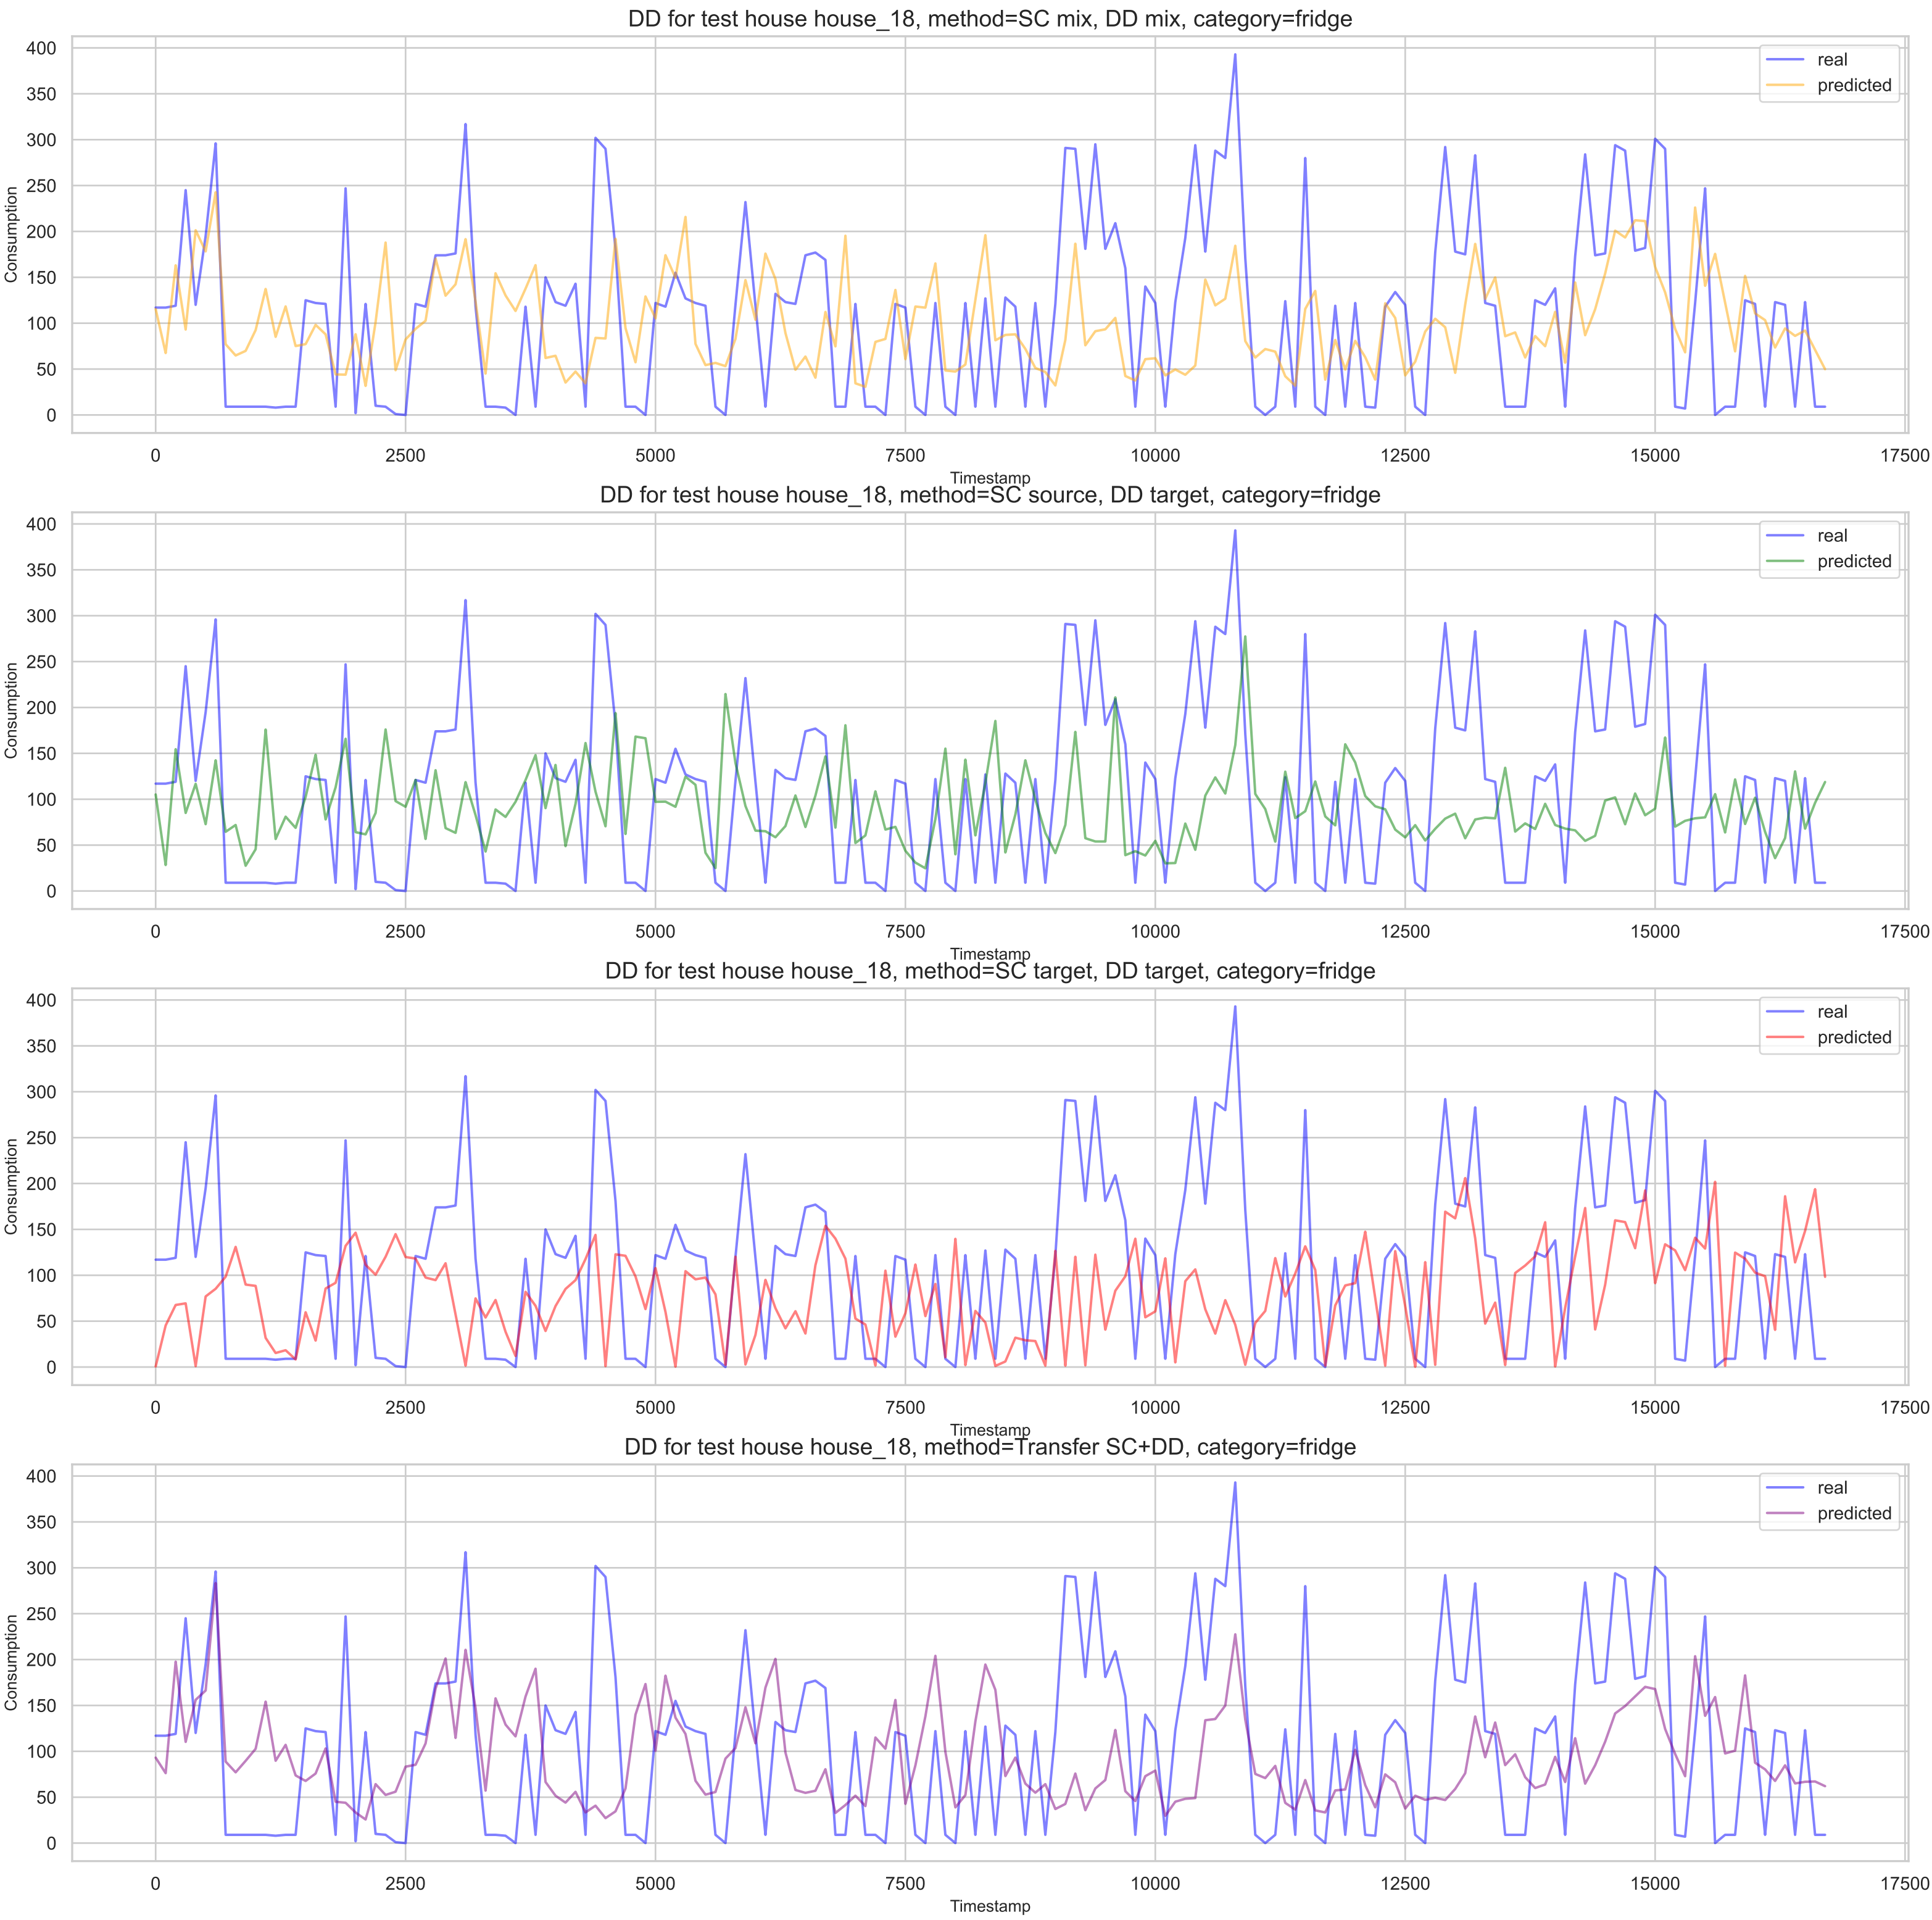 DD for test house house_18, method=SC mix, DD mix, category=fridge
400
350
300
250
200
150
100
50
0
Consumption
real
predicted
0 2500 5000 7500 10000 12500 15000 17500
Timestamp
DD for test house house_18, method=SC source, DD target, category=fridge
400
350
300
250
200
150
100
50
0
Consumption
real
predicted
0 2500 5000 7500 10000 12500 15000 17500
Timestamp
DD for test house house_18, method=SC target, DD target, category=fridge
400
350
300
250
200
150
100
50
0
Consumption
real
predicted
0 2500 5000 7500 10000 12500 15000 17500
Timestamp
DD for test house house_18, method=Transfer SC+DD, category=fridge
400
350
300
250
200
150
100
50
0
Consumption
real
predicted
0 2500 5000 7500 10000 12500 15000 17500
Timestamp